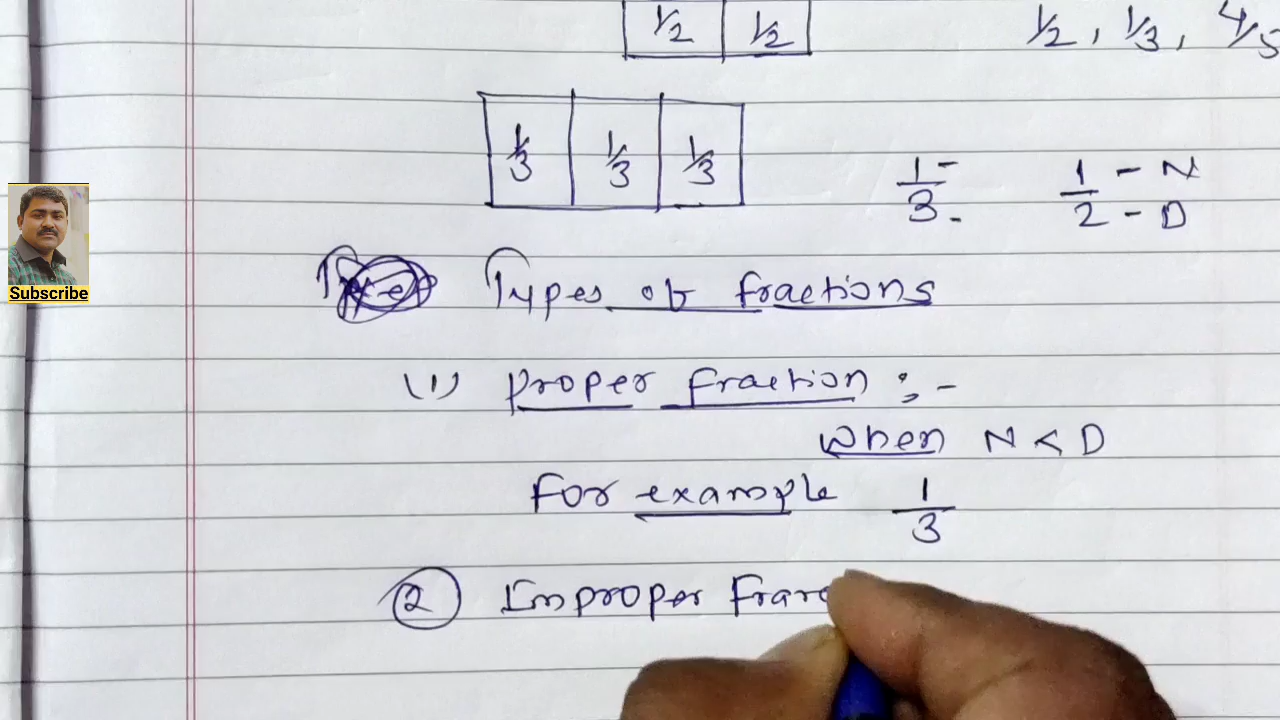 1/2 1/2 1/2, 1/3, 4/5
1/3 1/3 1/3
1/3 - 1/2 - N - D
Subscribe
Types of fractions
(1) Proper fraction :-
When N < D
For example 1/3
2 Improper Frar